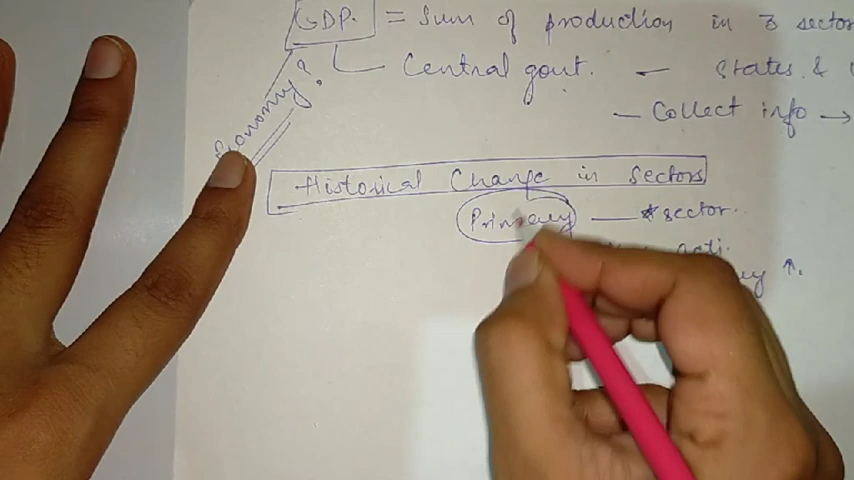 GDP. = Sum of production in 3 sector
Central govt. - States &
Economy?
- Collect info →
Historical Change in Sectors
Primary - * sector.
↑.